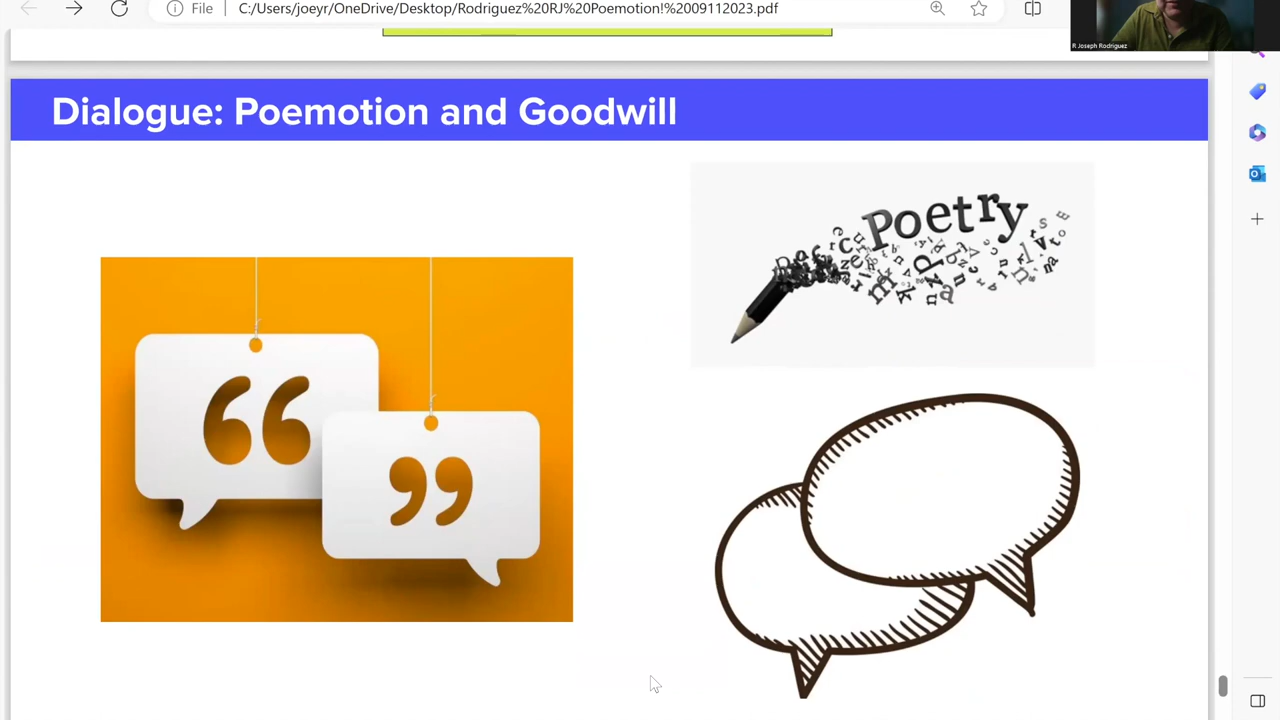 File
C:/Users/joeyr/OneDrive/Desktop/Rodriguez%20RJ%20Poemotion!%2009112023.pdf
R Joseph Rodriguez
Dialogue: Poemotion and Goodwill
Poetry
“
”